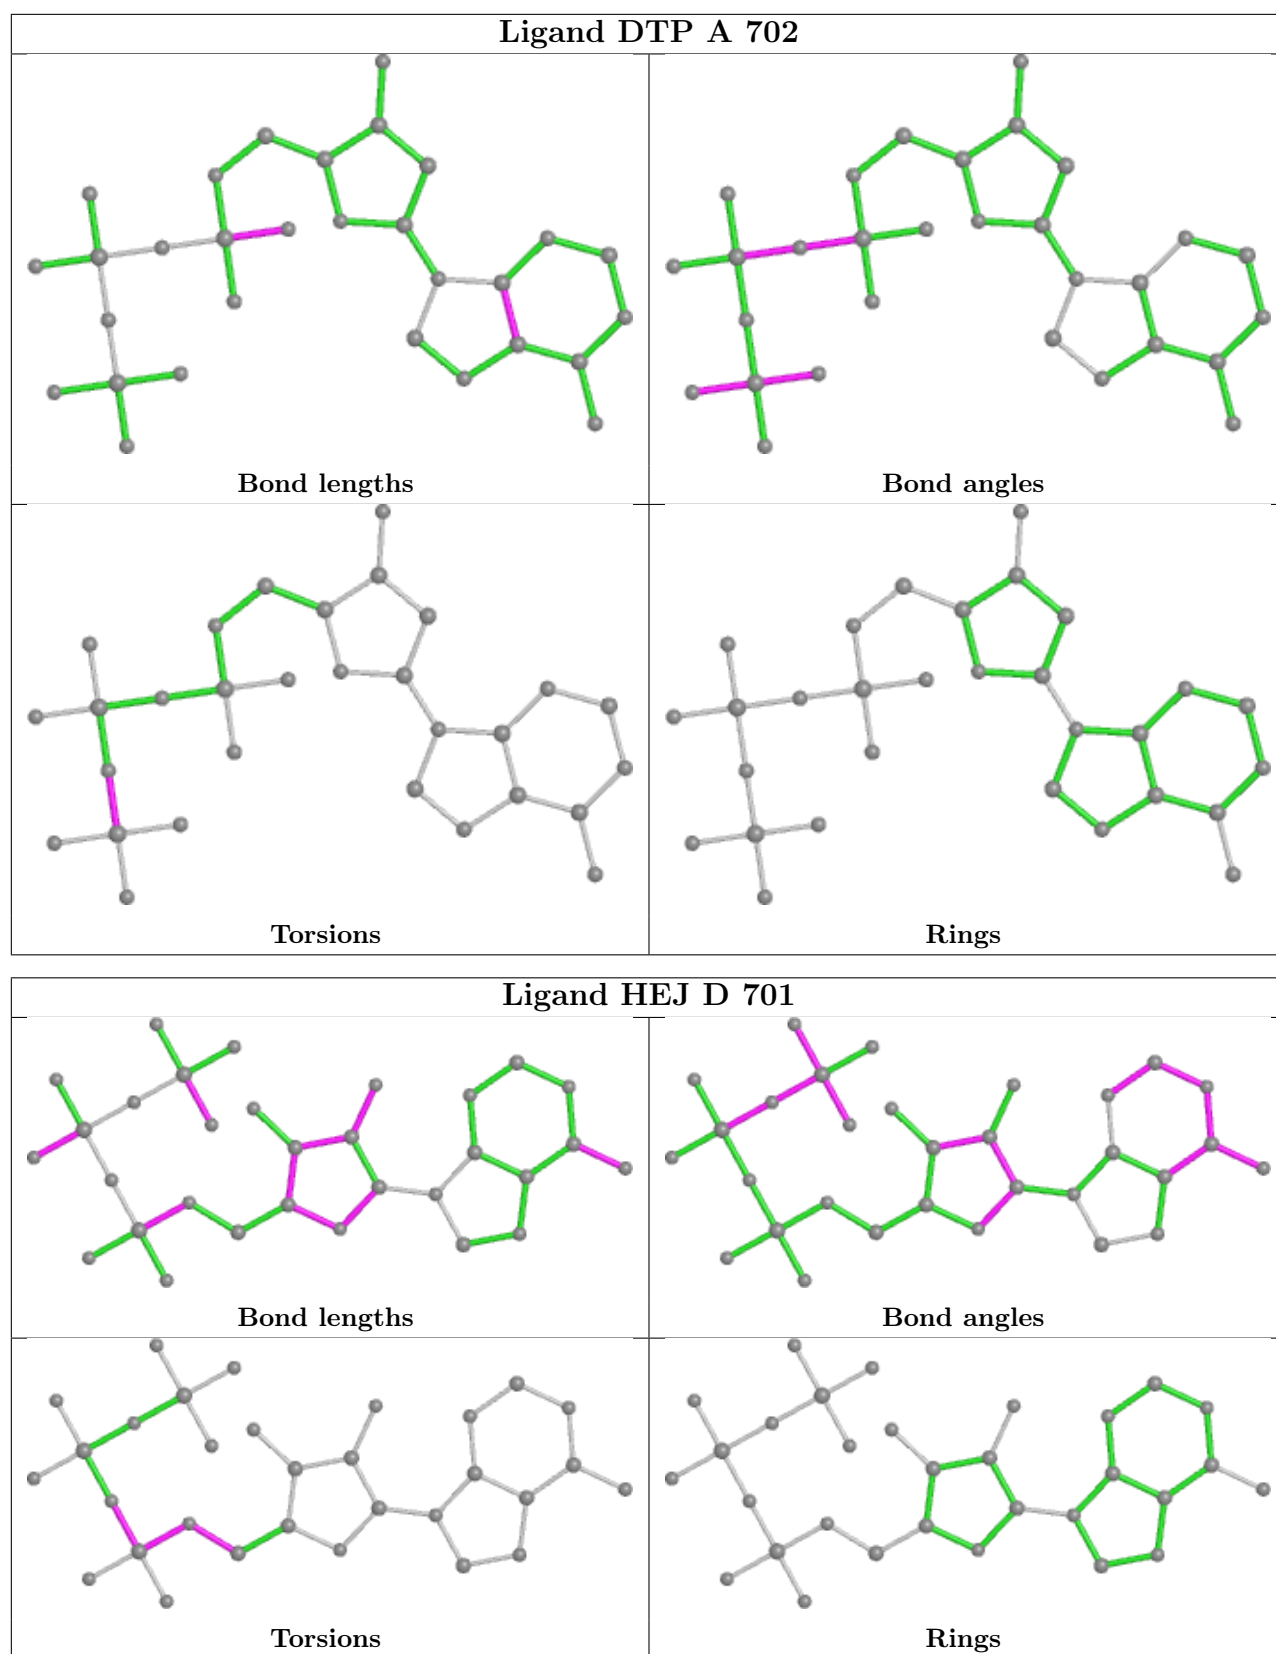 Ligand DTP A 702
Bond lengths
Bond angles
Torsions
Rings
Ligand HEJ D 701
Bond lengths
Bond angles
Torsions
Rings